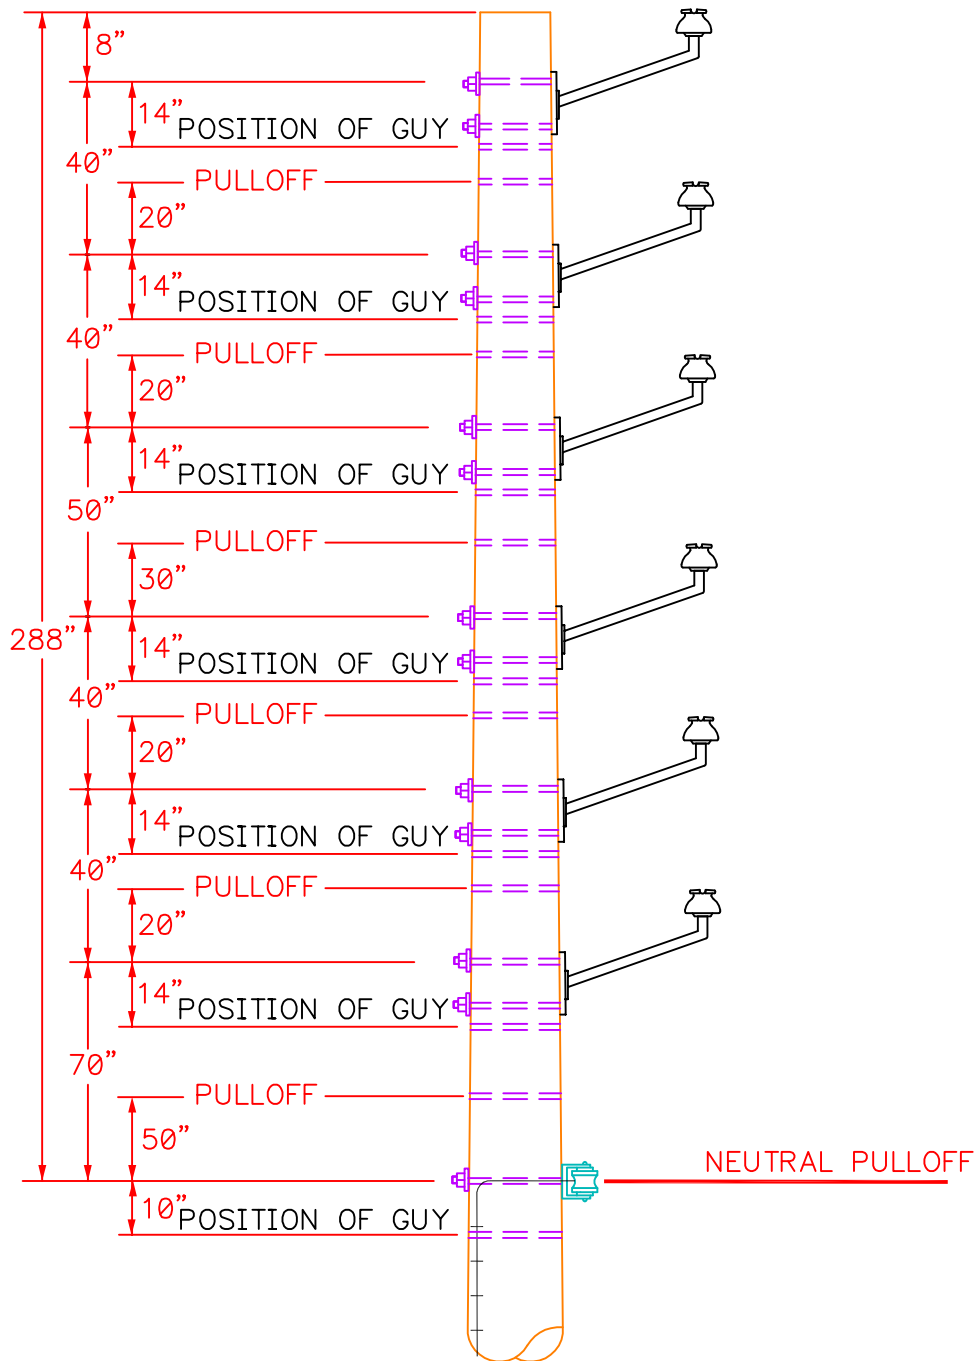 8”
14”
POSITION OF GUY
40”
PULLOFF
20”
14”
POSITION OF GUY
40”
PULLOFF
20”
14”
POSITION OF GUY
50”
PULLOFF
30”
288”
14”
POSITION OF GUY
40”
PULLOFF
20”
14”
POSITION OF GUY
40”
PULLOFF
20”
14”
POSITION OF GUY
70”
PULLOFF
50”
NEUTRAL PULLOFF
10”
POSITION OF GUY